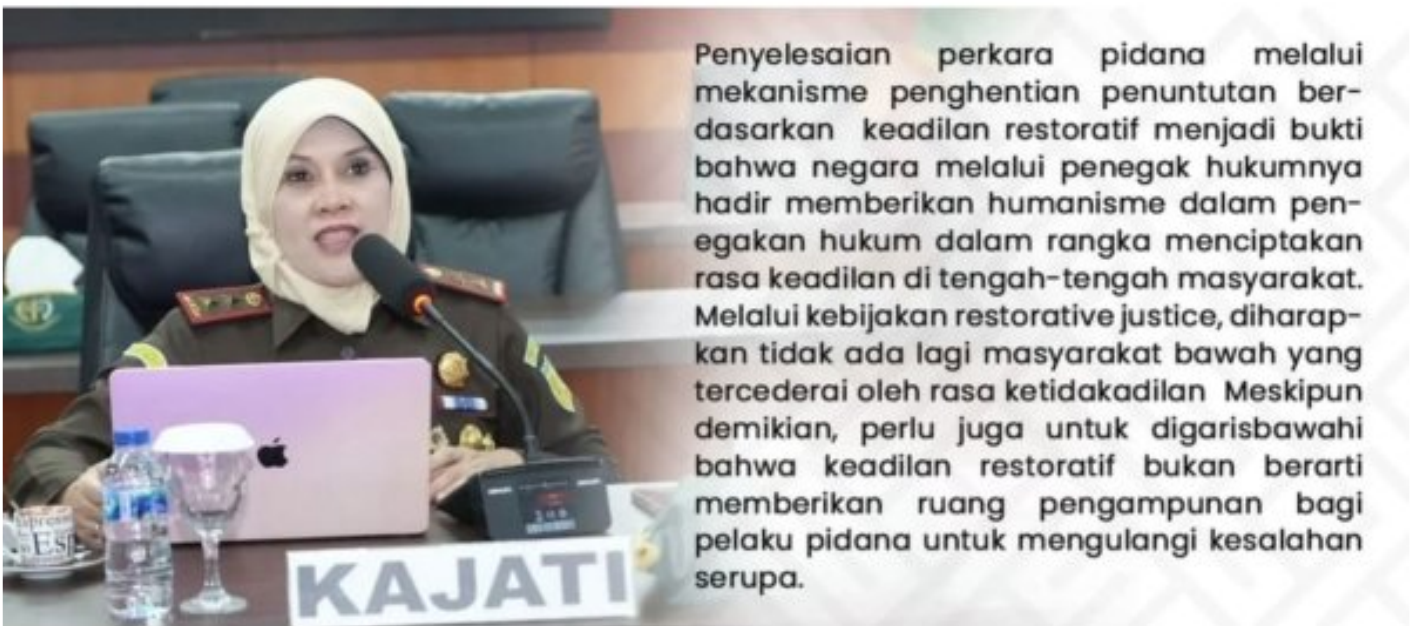 Penyelesaian perkara pidana melalui
mekanisme penghentian penuntutan ber-
dasarkan keadilan restoratif menjadi bukti
bahwa negara melalui penegak hukumnya
hadir memberikan humanisme dalam pen-
egakan hukum dalam rangka menciptakan
rasa keadilan di tengah-tengah masyarakat.
Melalui kebijakan restorative justice, diharap-
kan tidak ada lagi masyarakat bawah yang
tercederai oleh rasa ketidakadilan Meskipun
demikian, perlu juga untuk digarisbawahi
bahwa keadilan restoratif bukan berarti
memberikan ruang pengampunan bagi
pelaku pidana untuk mengulangi kesalahan
serupa.
KAJATI